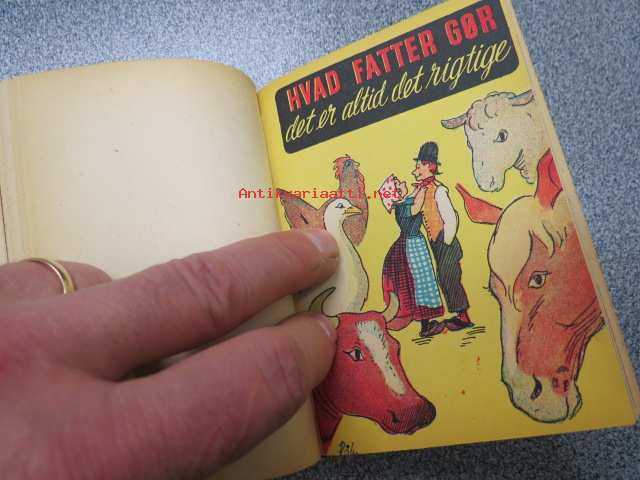 HVAD FATTER GØR
det er altid det rigtige
Antikvariaatti.net